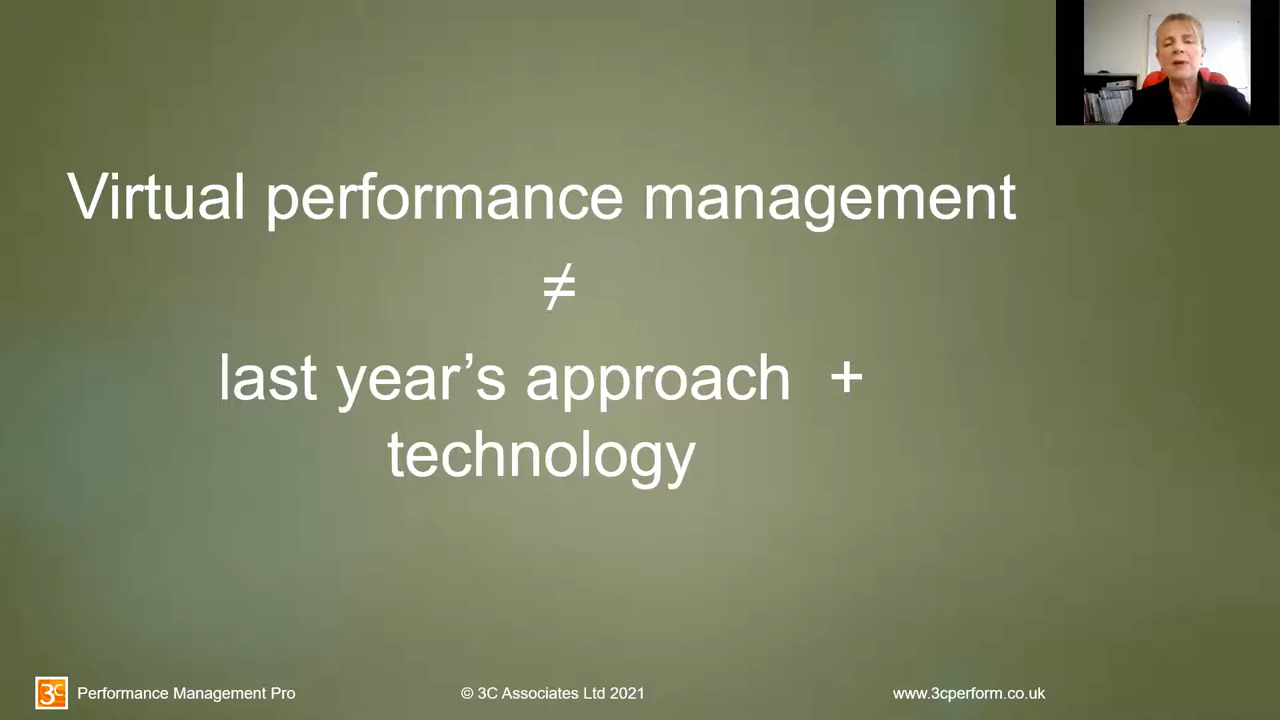 Virtual performance management
≠
last year’s approach +
technology
3C Performance Management Pro
© 3C Associates Ltd 2021
www.3cperform.co.uk